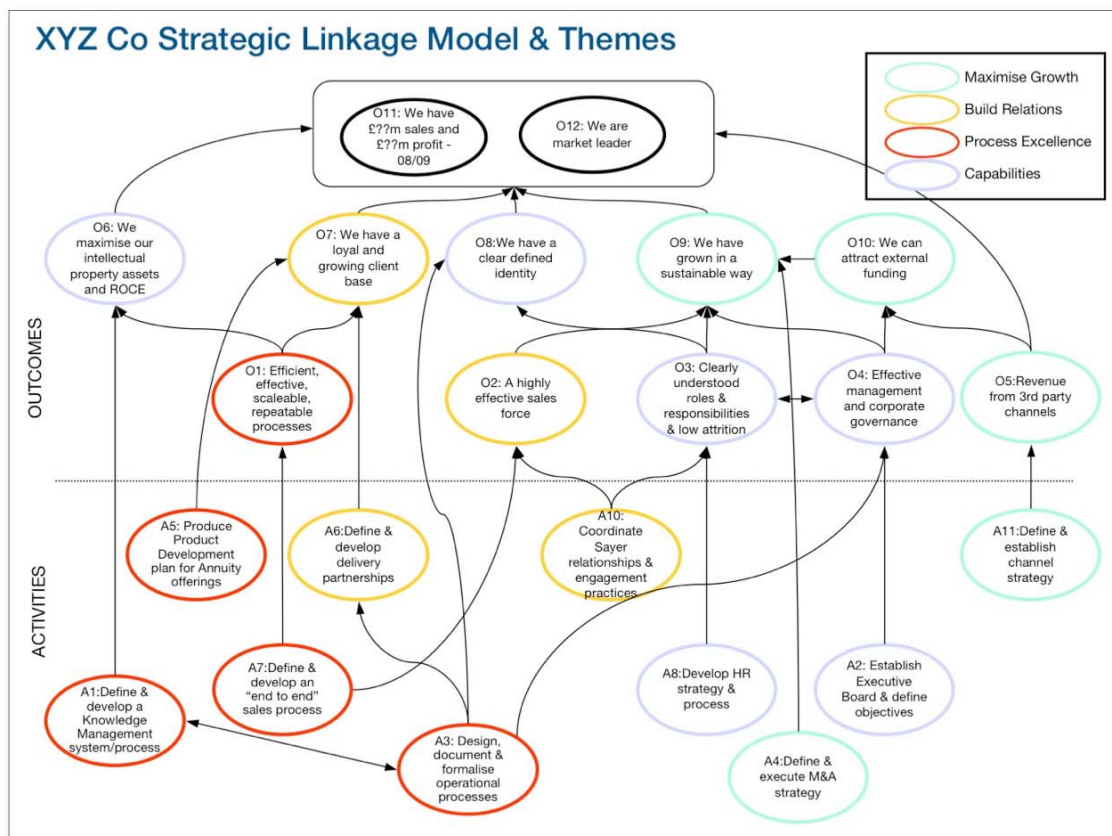 XYZ Co Strategic Linkage Model & Themes
Maximise Growth
Build Relations
Process Excellence
Capabilities
O11: We have
£??m sales and
£??m profit -
08/09
O12: We are
market leader
O6: We
maximise our
intellectual
property assets
and ROCE
O7: We have a
loyal and
growing client
base
O8:We have a
clear defined
identity
O9: We have
grown in a
sustainable way
O10: We can
attract external
funding
OUTCOMES
O1: Efficient,
effective,
scaleable,
repeatable
processes
O2: A highly
effective sales
force
O3: Clearly
understood
roles &
responsibilities
& low attrition
O4: Effective
management
and corporate
governance
O5:Revenue
from 3rd party
channels
ACTIVITIES
A5: Produce
Product
Development
plan for Annuity
offerings
A6:Define &
develop
delivery
partnerships
A10:
Coordinate
Sayer
relationships &
engagement
practices
A11:Define &
establish
channel
strategy
A1:Define &
develop a
Knowledge
Management
system/process
A7:Define &
develop an
“end to end”
sales process
A3: Design,
document &
formalise
operational
processes
A8:Develop HR
strategy &
process
A2: Establish
Executive
Board & define
objectives
A4:Define &
execute M&A
strategy